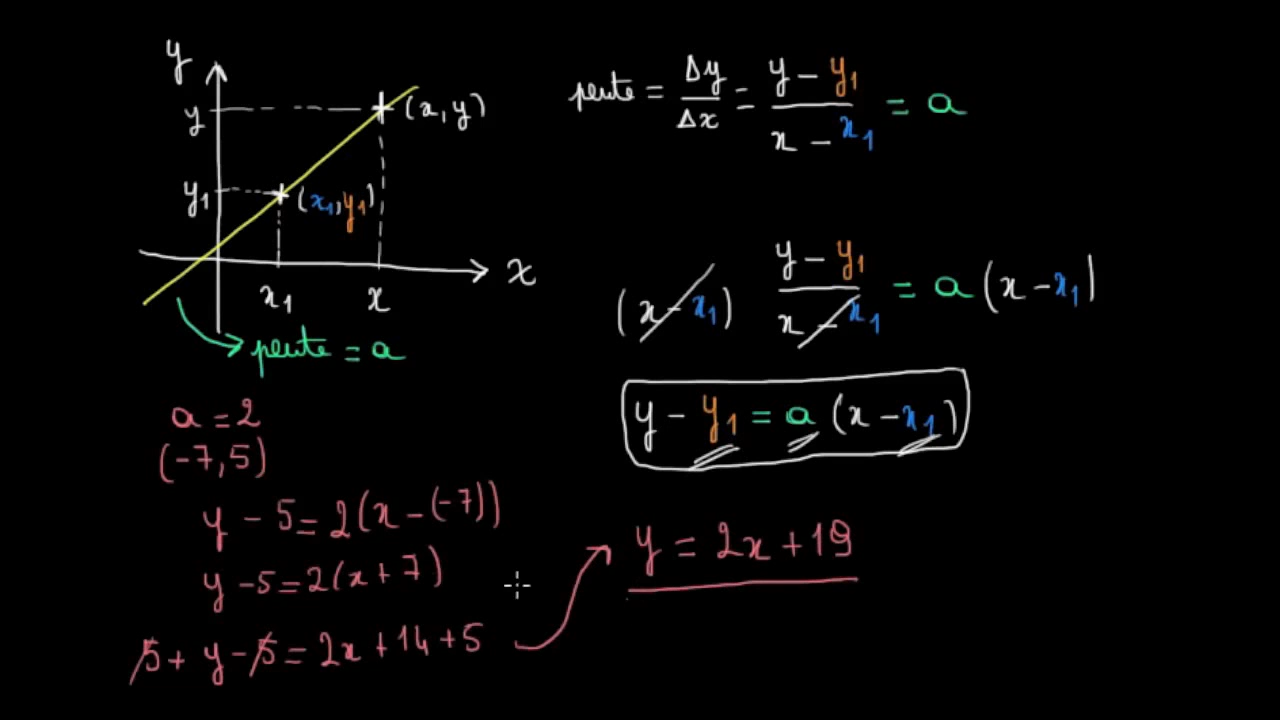 y
y
(x, y)
y₁
(x₁, y₁)
x
x₁
x
pente = a
a = 2
(-7, 5)
y - 5 = 2(x - (-7))
y - 5 = 2(x + 7)
5 + y - 5 = 2x + 14 + 5
pente = Δy/Δx = (y - y₁)/(x - x₁) = a
(x - x₁) (y - y₁)/(x - x₁) = a (x - x₁)
y - y₁ = a (x - x₁)
y = 2x + 19